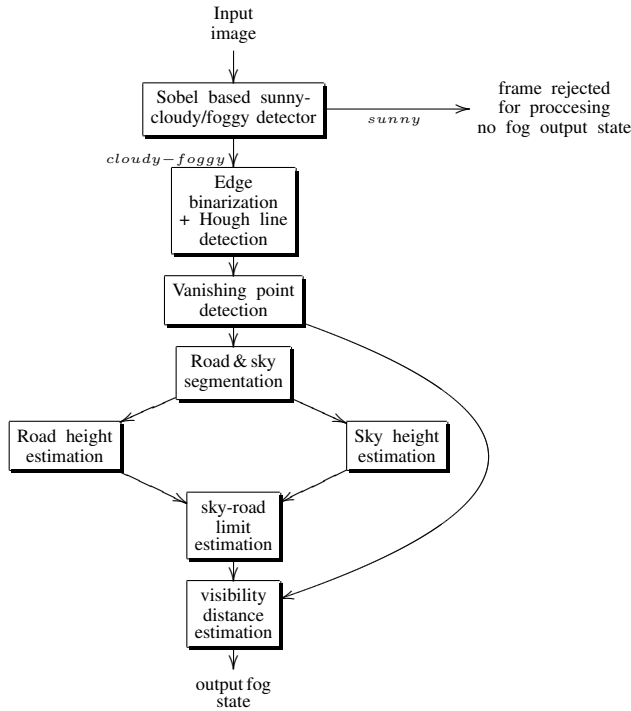 Input
image
Sobel based sunny-
cloudy/foggy detector
sunny
frame rejected
for proccesing
no fog output state
cloudy-foggy
Edge
binarization
+ Hough line
detection
Vanishing point
detection
Road & sky
segmentation
Road height
estimation
Sky height
estimation
sky-road
limit
estimation
visibility
distance
estimation
output fog
state